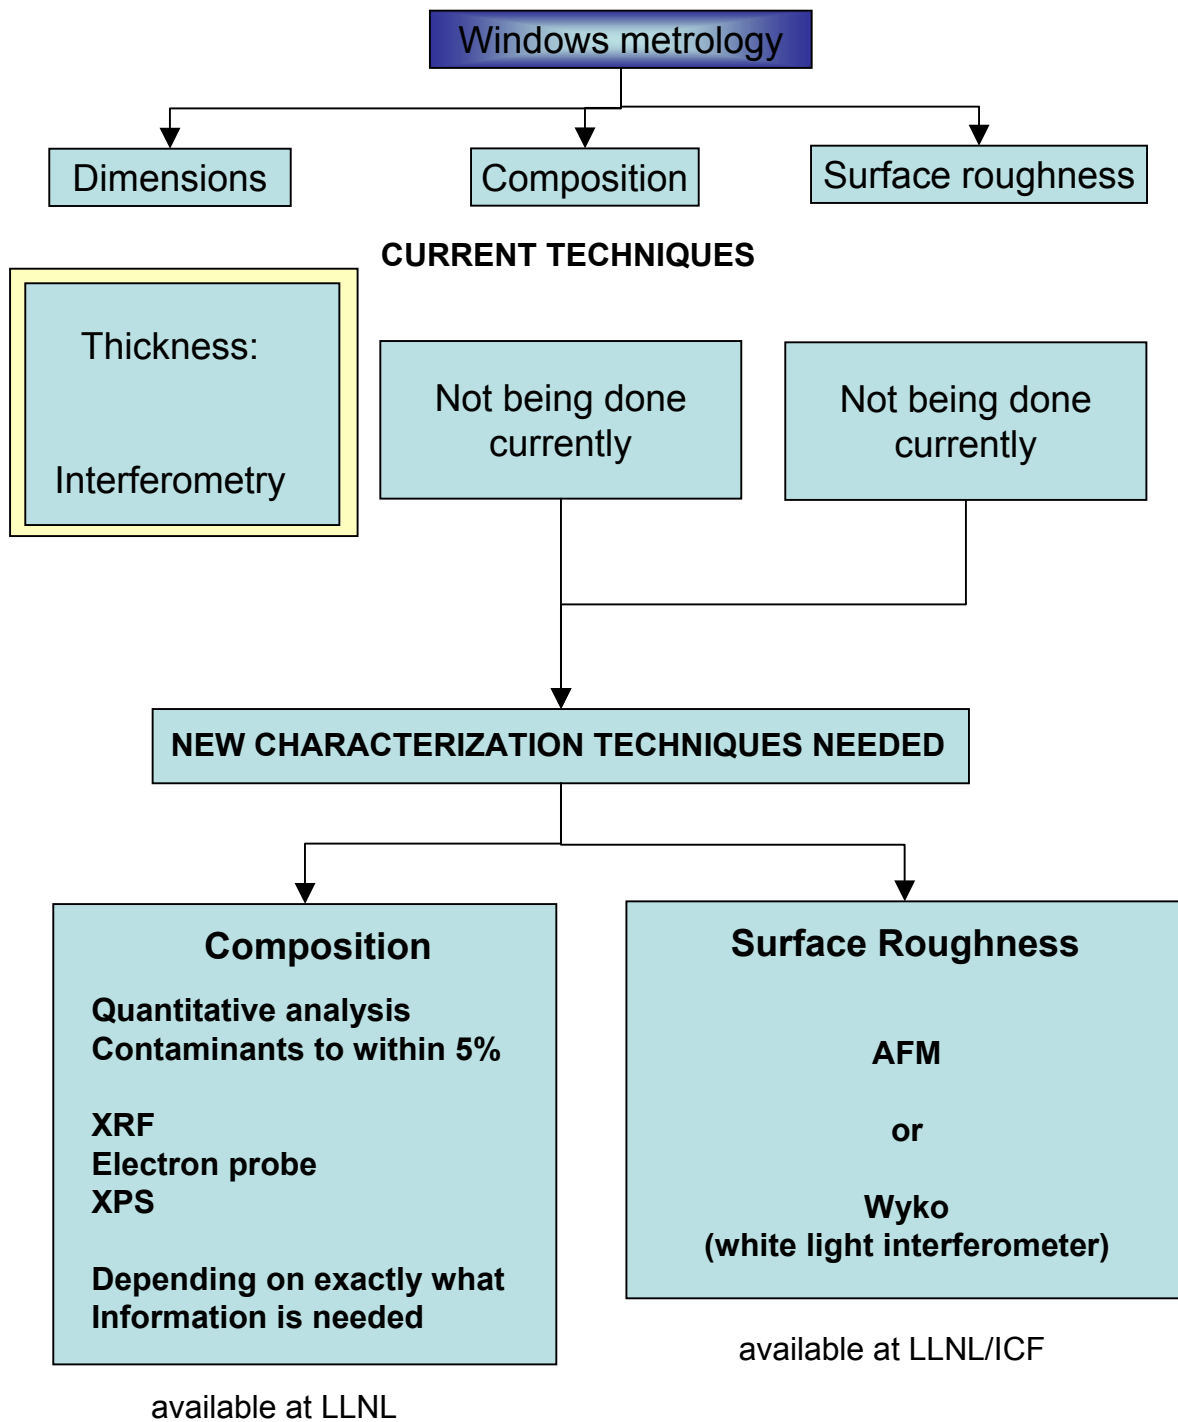 Windows metrology
Dimensions
Composition
Surface roughness
CURRENT TECHNIQUES
Thickness:
Interferometry
Not being done
currently
Not being done
currently
NEW CHARACTERIZATION TECHNIQUES NEEDED
Composition
Quantitative analysis
Contaminants to within 5%
XRF
Electron probe
XPS
Depending on exactly what
Information is needed
available at LLNL
Surface Roughness
AFM
or
Wyko
(white light interferometer)
available at LLNL/ICF